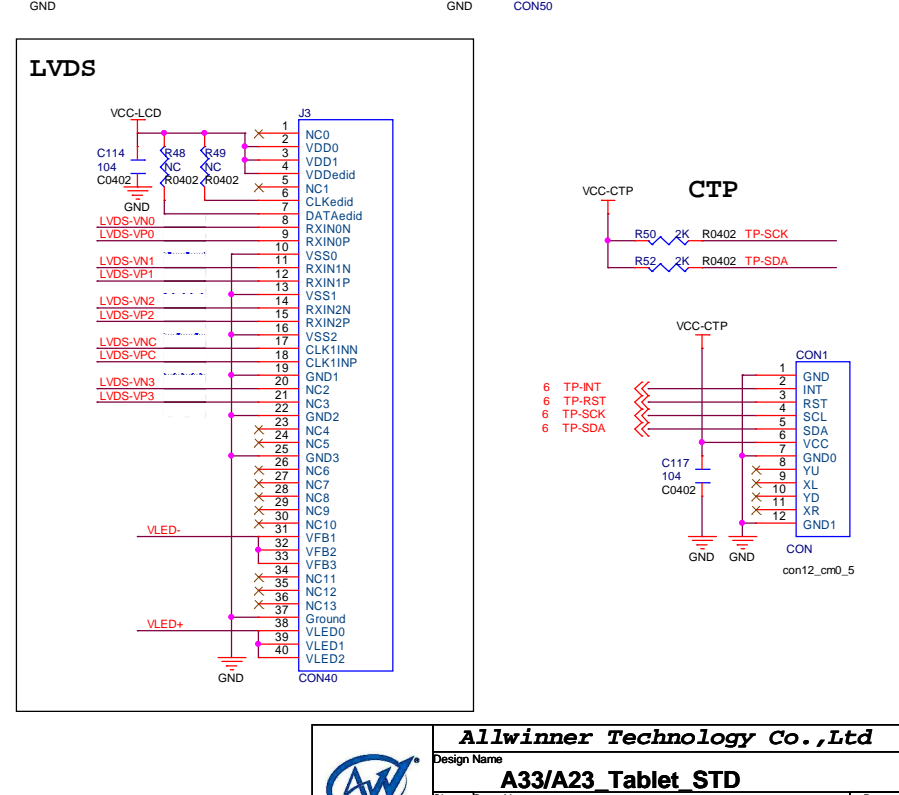 GND
GND CON50
LVDS
VCC-LCD
J3
C114
104
C0402
R48
NC
R0402
R49
NC
R0402
GND
1 NC0
2 VDD0
3 VDD1
4 VDDedid
5 NC1
6 CLKedid
7 DATAedid
LVDS-VN0 8 RXIN0N
LVDS-VP0 9 RXIN0P
10 VSS0
LVDS-VN1 11 RXIN1N
LVDS-VP1 12 RXIN1P
13 VSS1
LVDS-VN2 14 RXIN2N
LVDS-VP2 15 RXIN2P
16 VSS2
LVDS-VNC 17 CLK1INN
LVDS-VPC 18 CLK1INP
19 GND1
LVDS-VN3 20 NC2
LVDS-VP3 21 NC3
22 GND2
23 NC4
24 NC5
25 GND3
26 NC6
27 NC7
28 NC8
29 NC9
30 NC10
VLED- 31 VFB1
32 VFB2
33 VFB3
34 NC11
35 NC12
36 NC13
37 Ground
VLED+ 38 VLED0
39 VLED1
40 VLED2
GND CON40
CTP
VCC-CTP
R50 2K R0402 TP-SCK
R52 2K R0402 TP-SDA
VCC-CTP
CON1
1 GND
6 TP-INT 2 INT
6 TP-RST 3 RST
6 TP-SCK 4 SCL
6 TP-SDA 5 SDA
6 VCC
7 GND0
8 YU
9 XL
10 YD
11 XR
12 GND1
C117
104
C0402
GND GND
CON
con12_cm0_5
Allwinner Technology Co.,Ltd
Design Name
A33/A23_Tablet_STD